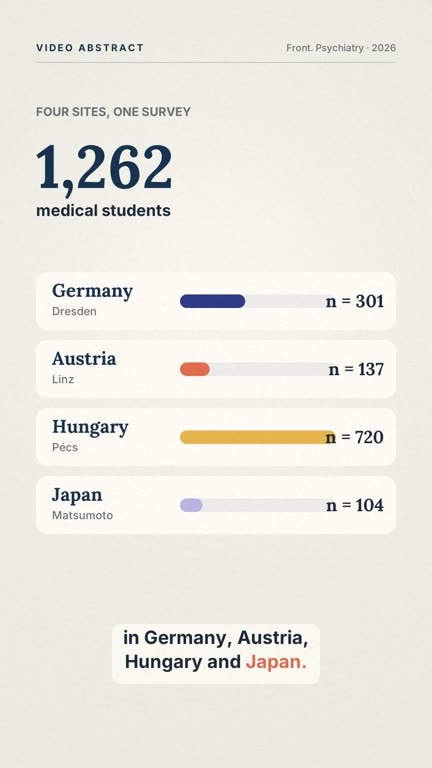 VIDEO ABSTRACT
Front. Psychiatry · 2026
FOUR SITES, ONE SURVEY
1,262
medical students
Germany
Dresden
n = 301
Austria
Linz
n = 137
Hungary
Pécs
n = 720
Japan
Matsumoto
n = 104
in Germany, Austria,
Hungary and Japan.